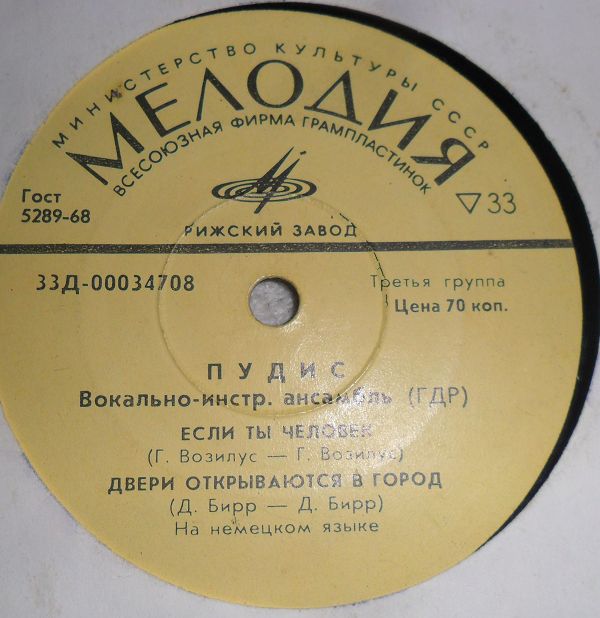 МИНИСТЕРСТВО КУЛЬТУРЫ СССР
МЕЛОДИЯ
ВСЕСОЮЗНАЯ ФИРМА ГРАМПЛАСТИНОК
Гост
5289-68
33
РИЖСКИЙ ЗАВОД
33Д-00034708
Третья группа
Цена 70 коп.
ПУДИС
Вокально-инстр. ансамбль (ГДР)
ЕСЛИ ТЫ ЧЕЛОВЕК
(Г. Возилус — Г. Возилус)
ДВЕРИ ОТКРЫВАЮТСЯ В ГОРОД
(Д. Бирр — Д. Бирр)
На немецком языке